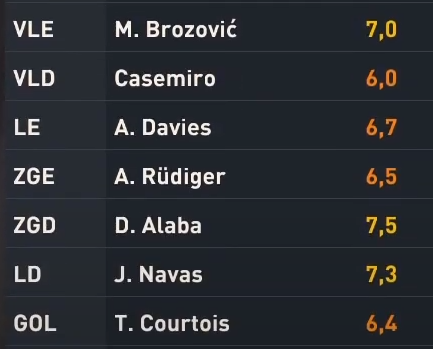 VLE M. Brozović 7,0
VLD Casemiro 6,0
LE A. Davies 6,7
ZGE A. Rüdiger 6,5
ZGD D. Alaba 7,5
LD J. Navas 7,3
GOL T. Courtois 6,4